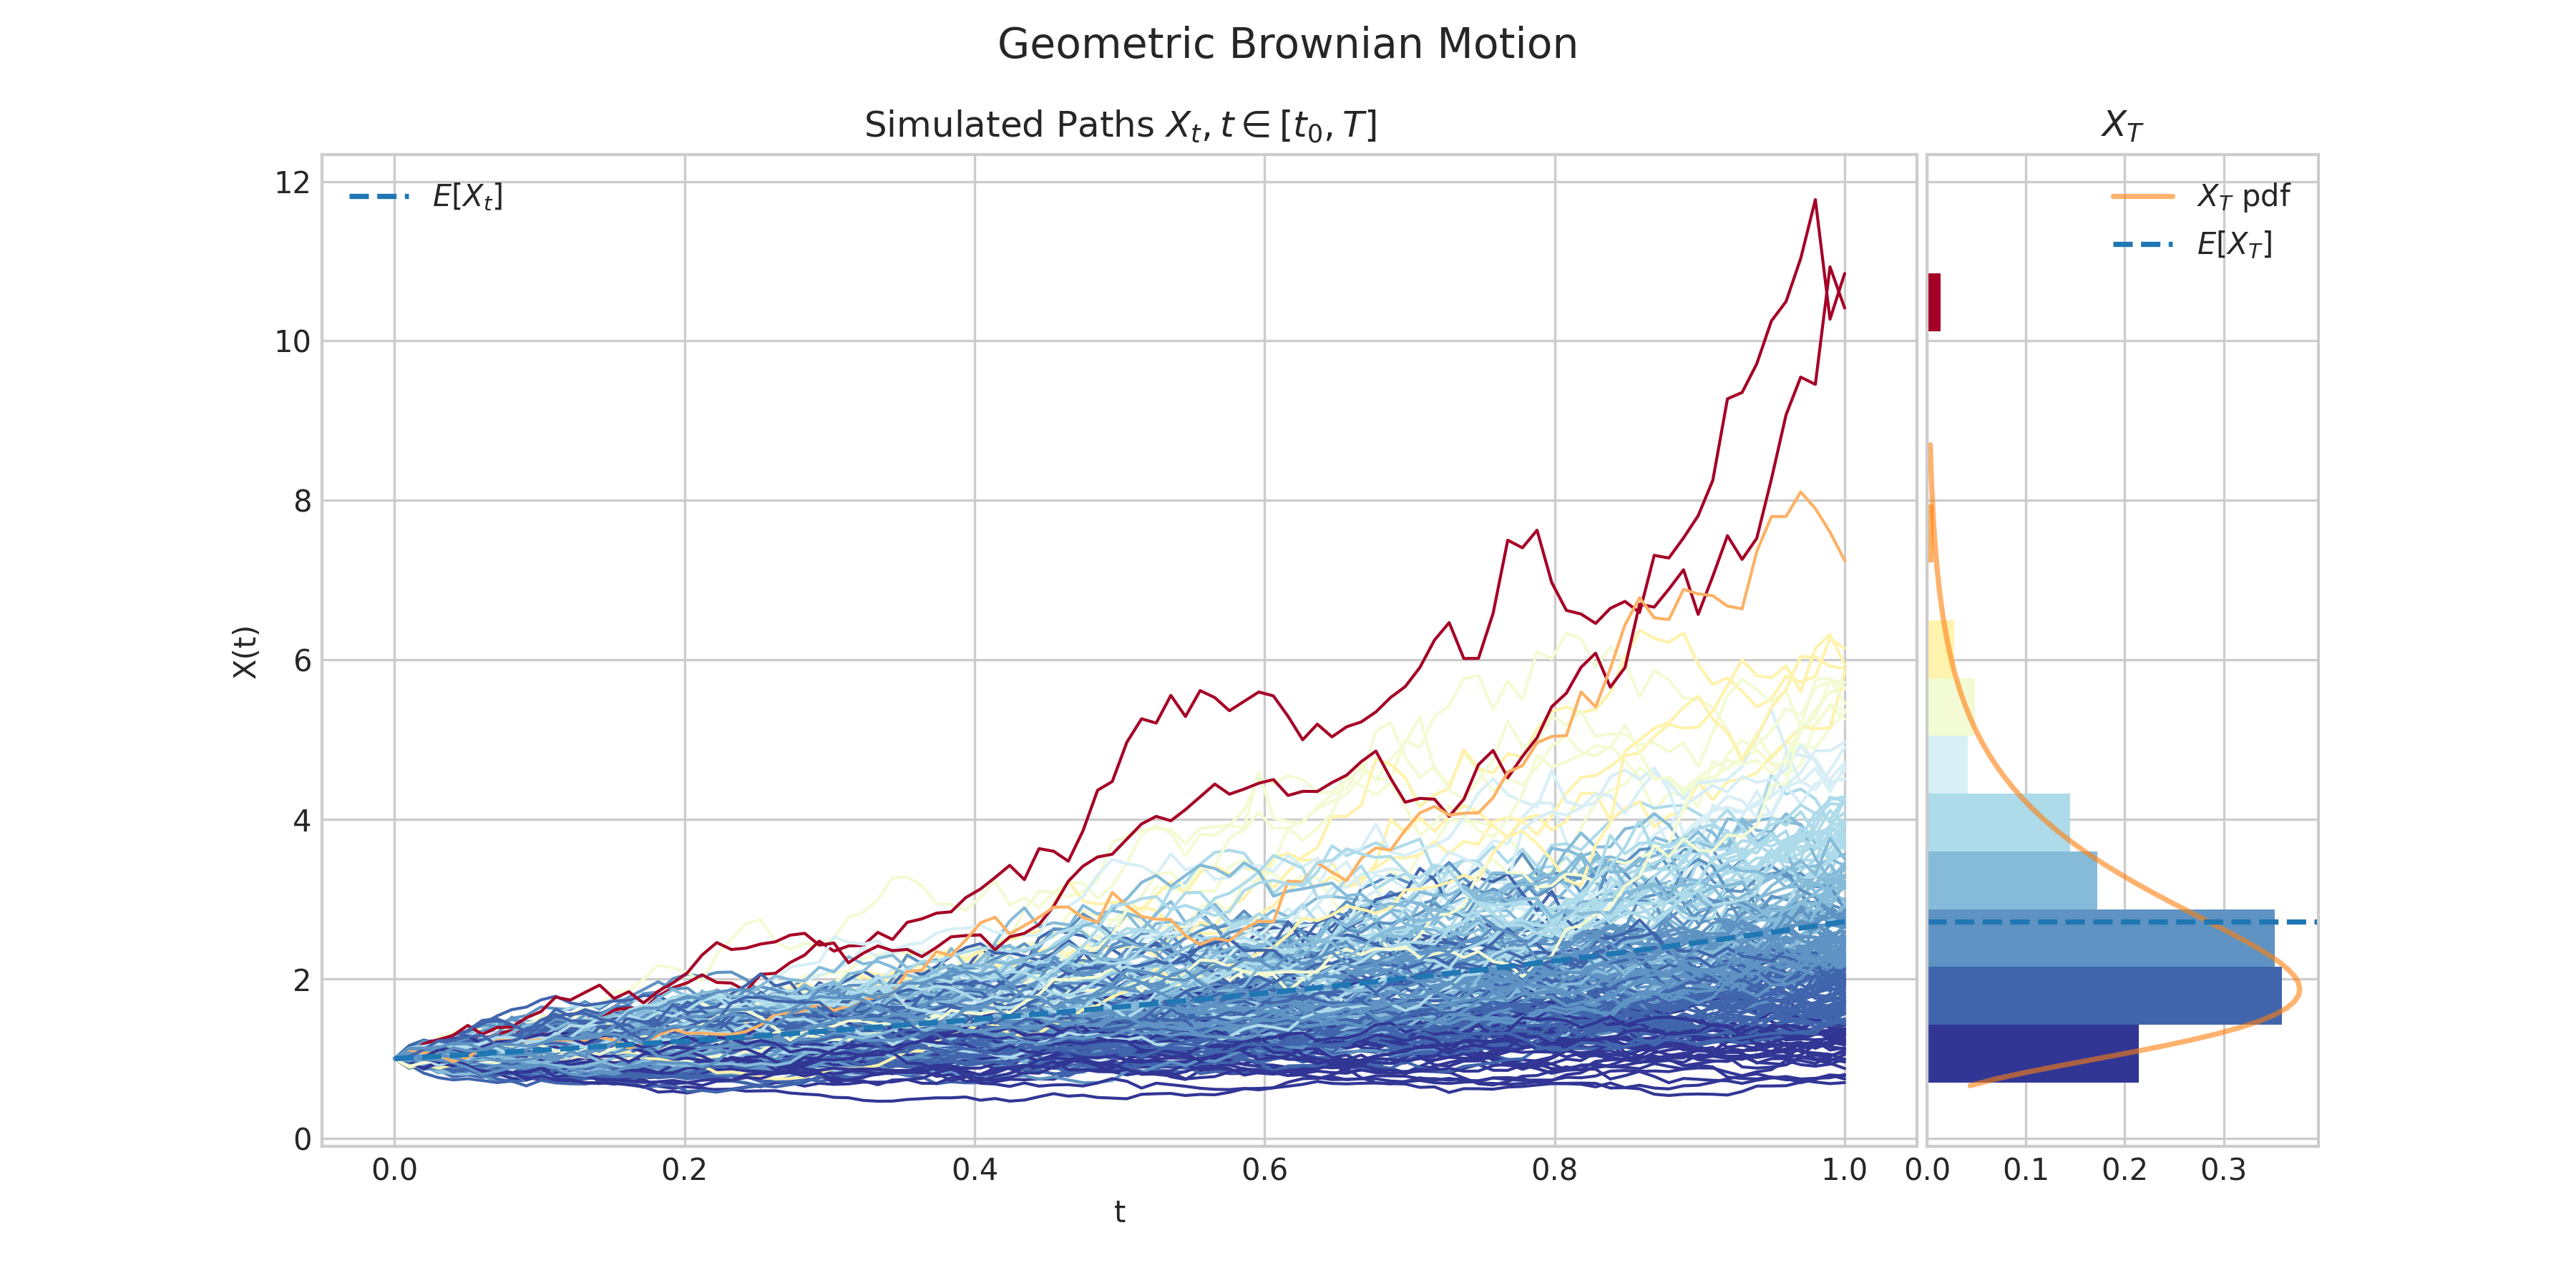 Geometric Brownian Motion
Simulated Paths $X_t, t \in [t_0, T]$
$X_T$
12
10
8
6
4
2
0
X(t)
$E[X_t]$
$X_T$ pdf
$E[X_T]$
0.0 0.2 0.4 0.6 0.8 1.0
0.0 0.1 0.2 0.3
t